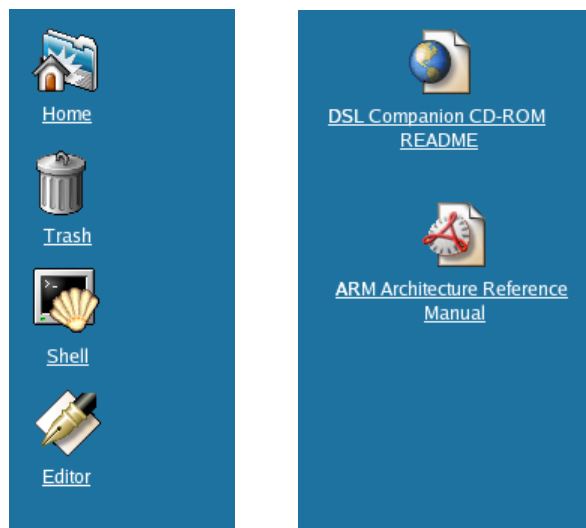 Home
Trash
Shell
Editor
DSL Companion CD-ROM
README
ARM Architecture Reference
Manual